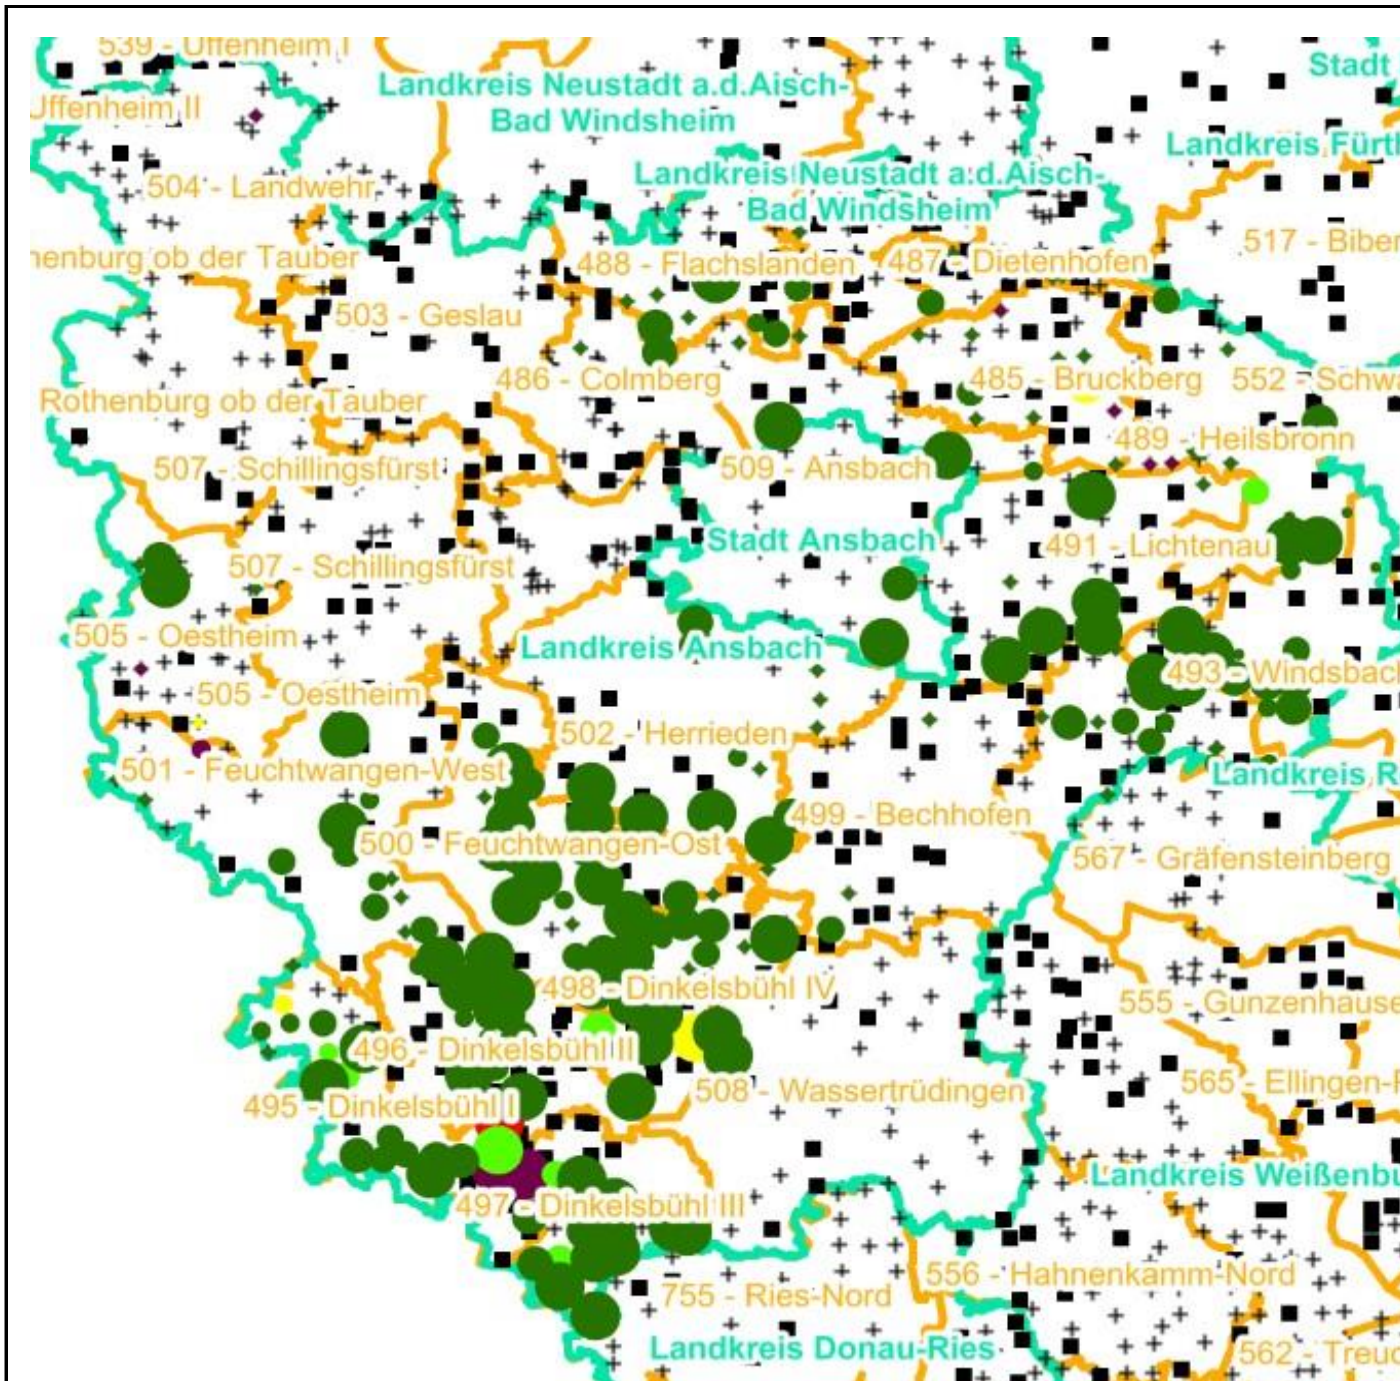 539 - Uffenheim I
Stadt
Landkreis Neustadt a.d.Aisch-
Bad Windsheim
Uffenheim II
Landkreis Fürth
Landkreis Neustadt a.d.Aisch-
Bad Windsheim
504 - Landwehr
517 - Biber
henburg ob der Tauber
488 - Flachslanden
487 - Dietenhofen
503 - Geslau
486 - Colmberg
485 - Bruckberg
552 - Schwa
Rothenburg ob der Tauber
489 - Heilsbronn
507 - Schillingsfürst
509 - Ansbach
Stadt Ansbach
491 - Lichtenau
507 - Schillingsfürst
505 - Oestheim
Landkreis Ansbach
493 - Windsbach
505 - Oestheim
502 - Herrieden
501 - Feuchtwangen-West
Landkreis R
499 - Bechhofen
500 - Feuchtwangen-Ost
567 - Gräfensteinberg
498 - Dinkelsbühl IV
555 - Gunzenhause
496 - Dinkelsbühl II
508 - Wassertrüdingen
565 - Ellingen-
495 - Dinkelsbühl I
Landkreis Weißenbu
497 - Dinkelsbühl III
556 - Hahnenkamm-Nord
755 - Ries-Nord
Landkreis Donau-Ries
562 - Treuc